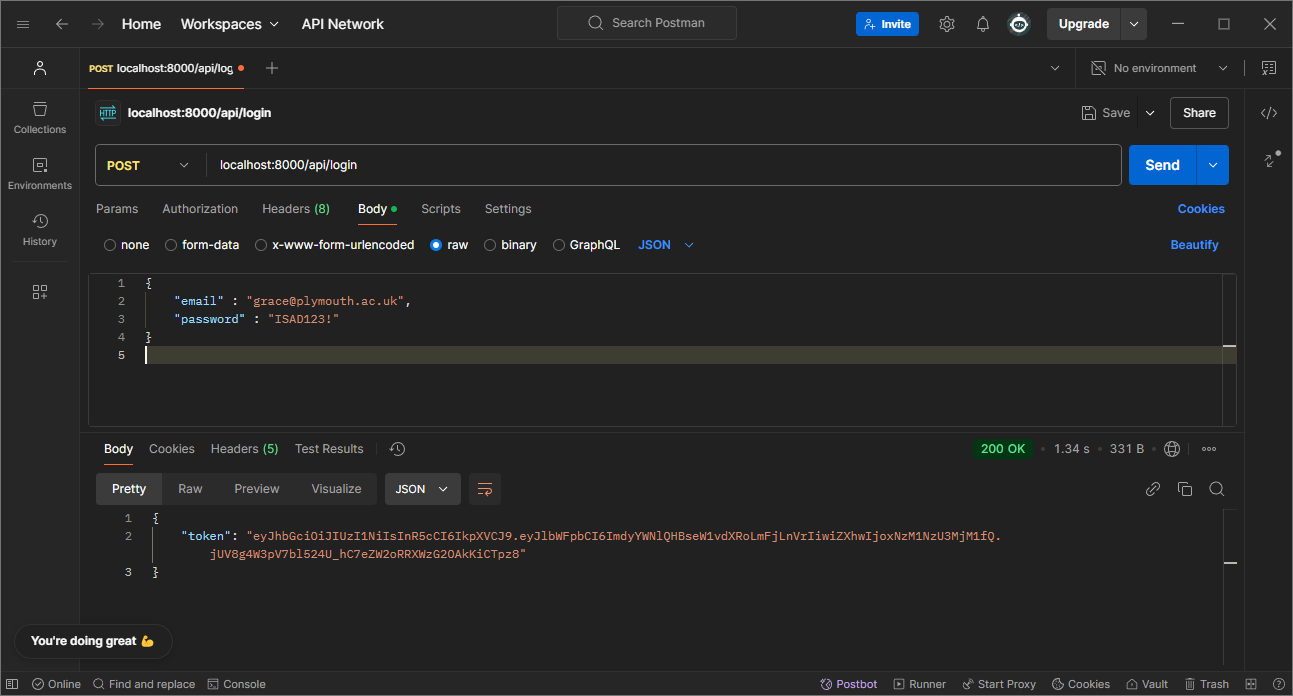 Home Workspaces API Network Search Postman Invite Upgrade
POST localhost:8000/api/log No environment
HTTP localhost:8000/api/login Save Share
Collections
POST localhost:8000/api/login Send
Environments
Params Authorization Headers (8) Body Scripts Settings Cookies
History
none form-data x-www-form-urlencoded raw binary GraphQL JSON Beautify
1 {
2 "email" : "grace@plymouth.ac.uk",
3 "password" : "ISAD123!"
4 }
5
Body Cookies Headers (5) Test Results 200 OK • 1.34 s • 331 B
Pretty Raw Preview Visualize JSON
1 {
2 "token": "eyJhbGciOiJIUzI1NiIsInR5cCI6IkpXVCJ9.eyJlbWFpbCI6ImdyYWNlQHBseW1vdXRoLmFjLnVrIiwiZXhwIjoxNzM1NzU3MjM1fQ.
jUV8g4W3pV7bl524U_hC7eZW2oRRXWzG2OAkKiCTpz8"
3 }
You're doing great 💪
Online Find and replace Console Postbot Runner Start Proxy Cookies Vault Trash